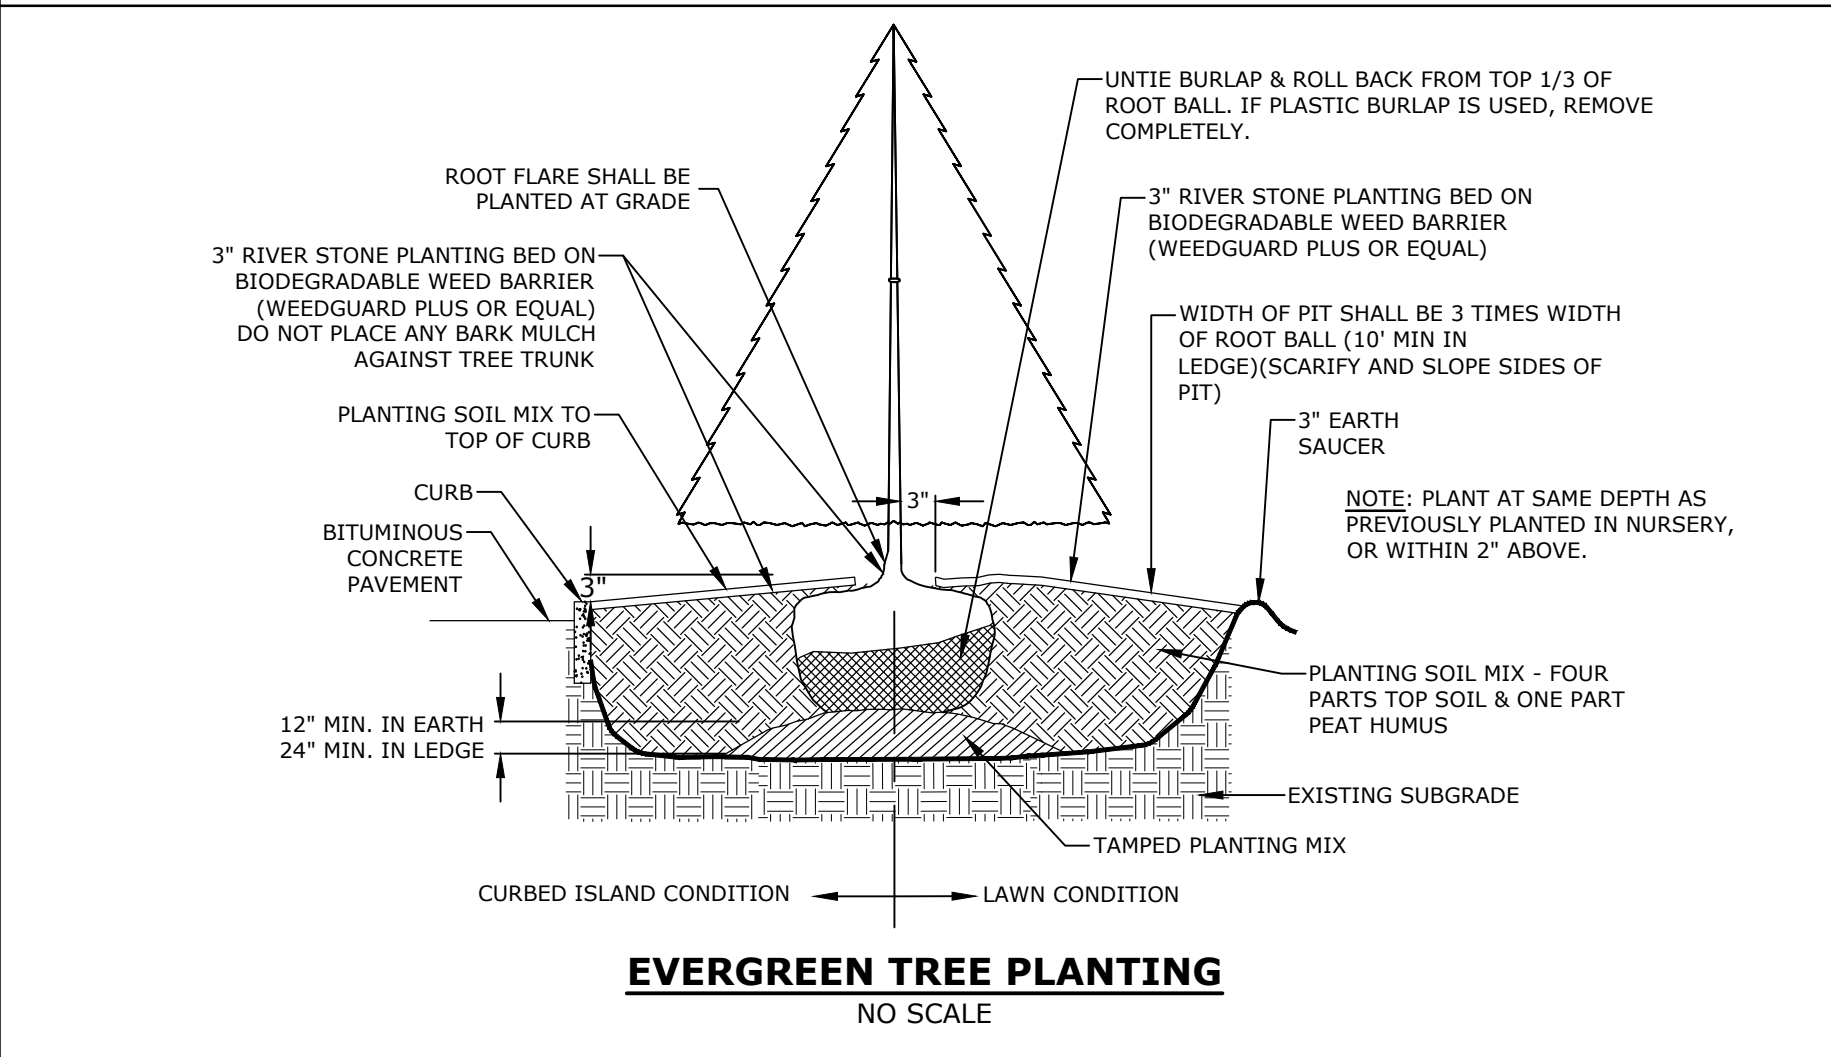 UNTIE BURLAP & ROLL BACK FROM TOP 1/3 OF
ROOT BALL. IF PLASTIC BURLAP IS USED, REMOVE
COMPLETELY.
ROOT FLARE SHALL BE
PLANTED AT GRADE
3" RIVER STONE PLANTING BED ON
BIODEGRADABLE WEED BARRIER
(WEEDGUARD PLUS OR EQUAL)
3" RIVER STONE PLANTING BED ON
BIODEGRADABLE WEED BARRIER
(WEEDGUARD PLUS OR EQUAL)
DO NOT PLACE ANY BARK MULCH
AGAINST TREE TRUNK
WIDTH OF PIT SHALL BE 3 TIMES WIDTH
OF ROOT BALL (10' MIN IN
LEDGE)(SCARIFY AND SLOPE SIDES OF
PIT)
PLANTING SOIL MIX TO
TOP OF CURB
3" EARTH
SAUCER
CURB
3"
NOTE: PLANT AT SAME DEPTH AS
PREVIOUSLY PLANTED IN NURSERY,
OR WITHIN 2" ABOVE.
BITUMINOUS
CONCRETE
PAVEMENT
3"
PLANTING SOIL MIX - FOUR
PARTS TOP SOIL & ONE PART
PEAT HUMUS
12" MIN. IN EARTH
24" MIN. IN LEDGE
EXISTING SUBGRADE
TAMPED PLANTING MIX
CURBED ISLAND CONDITION
LAWN CONDITION
EVERGREEN TREE PLANTING
NO SCALE